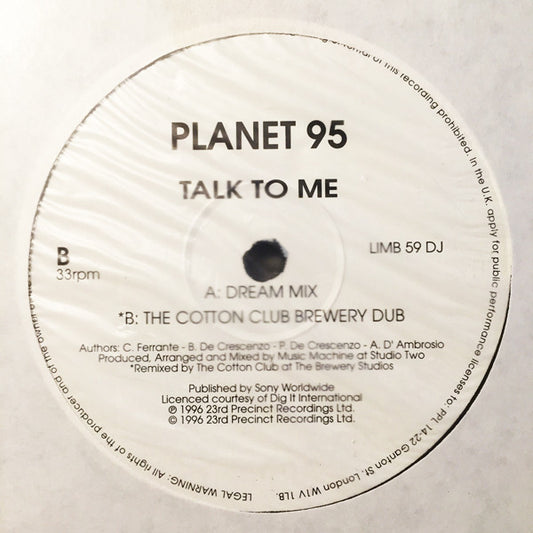 PLANET 95
TALK TO ME
B
33rpm
LIMB 59 DJ
A: DREAM MIX
*B: THE COTTON CLUB BREWERY DUB
Authors: C. Ferrante - B. De Crescenzo - P. De Crescenzo - A. D' Ambrosio
Produced, Arranged and Mixed by Music Machine at Studio Two
*Remixed by The Cotton Club at The Brewery Studios
Published by Sony Worldwide
Licenced courtesy of Dig It International
℗ 1996 23rd Precinct Recordings Ltd.
© 1996 23rd Precinct Recordings Ltd.
LEGAL WARNING: All rights of the producer and of the owner of this recording prohibited. In the U.K. apply for public performance licenses to: PPL 14-22 Ganton St. London W1V 1LB.